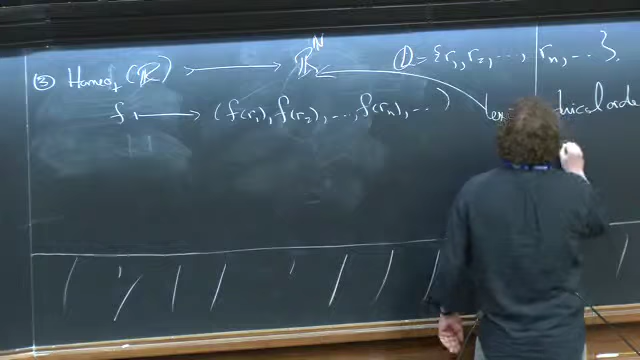 ③ Homeo(ℝ) ⟶ ℝ^ℕ ℚ = {r₁, r₂, ..., rₙ, ...}.
f ⟼ (f(r₁), f(r₂), ..., f(rₙ), ...)